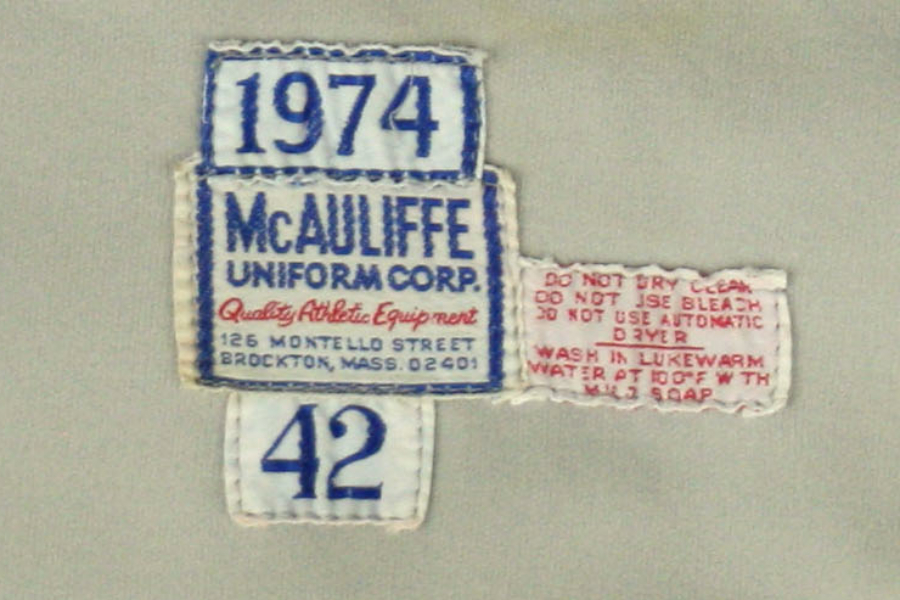 1974
McAULIFFE
UNIFORM CORP.
Quality Athletic Equipment
126 MONTELLO STREET
BROCKTON, MASS. 02401
DO NOT DRY CLEAN
DO NOT USE BLEACH
DO NOT USE AUTOMATIC
DRYER
WASH IN LUKEWARM
WATER AT 100°F WITH
MILD SOAP
42